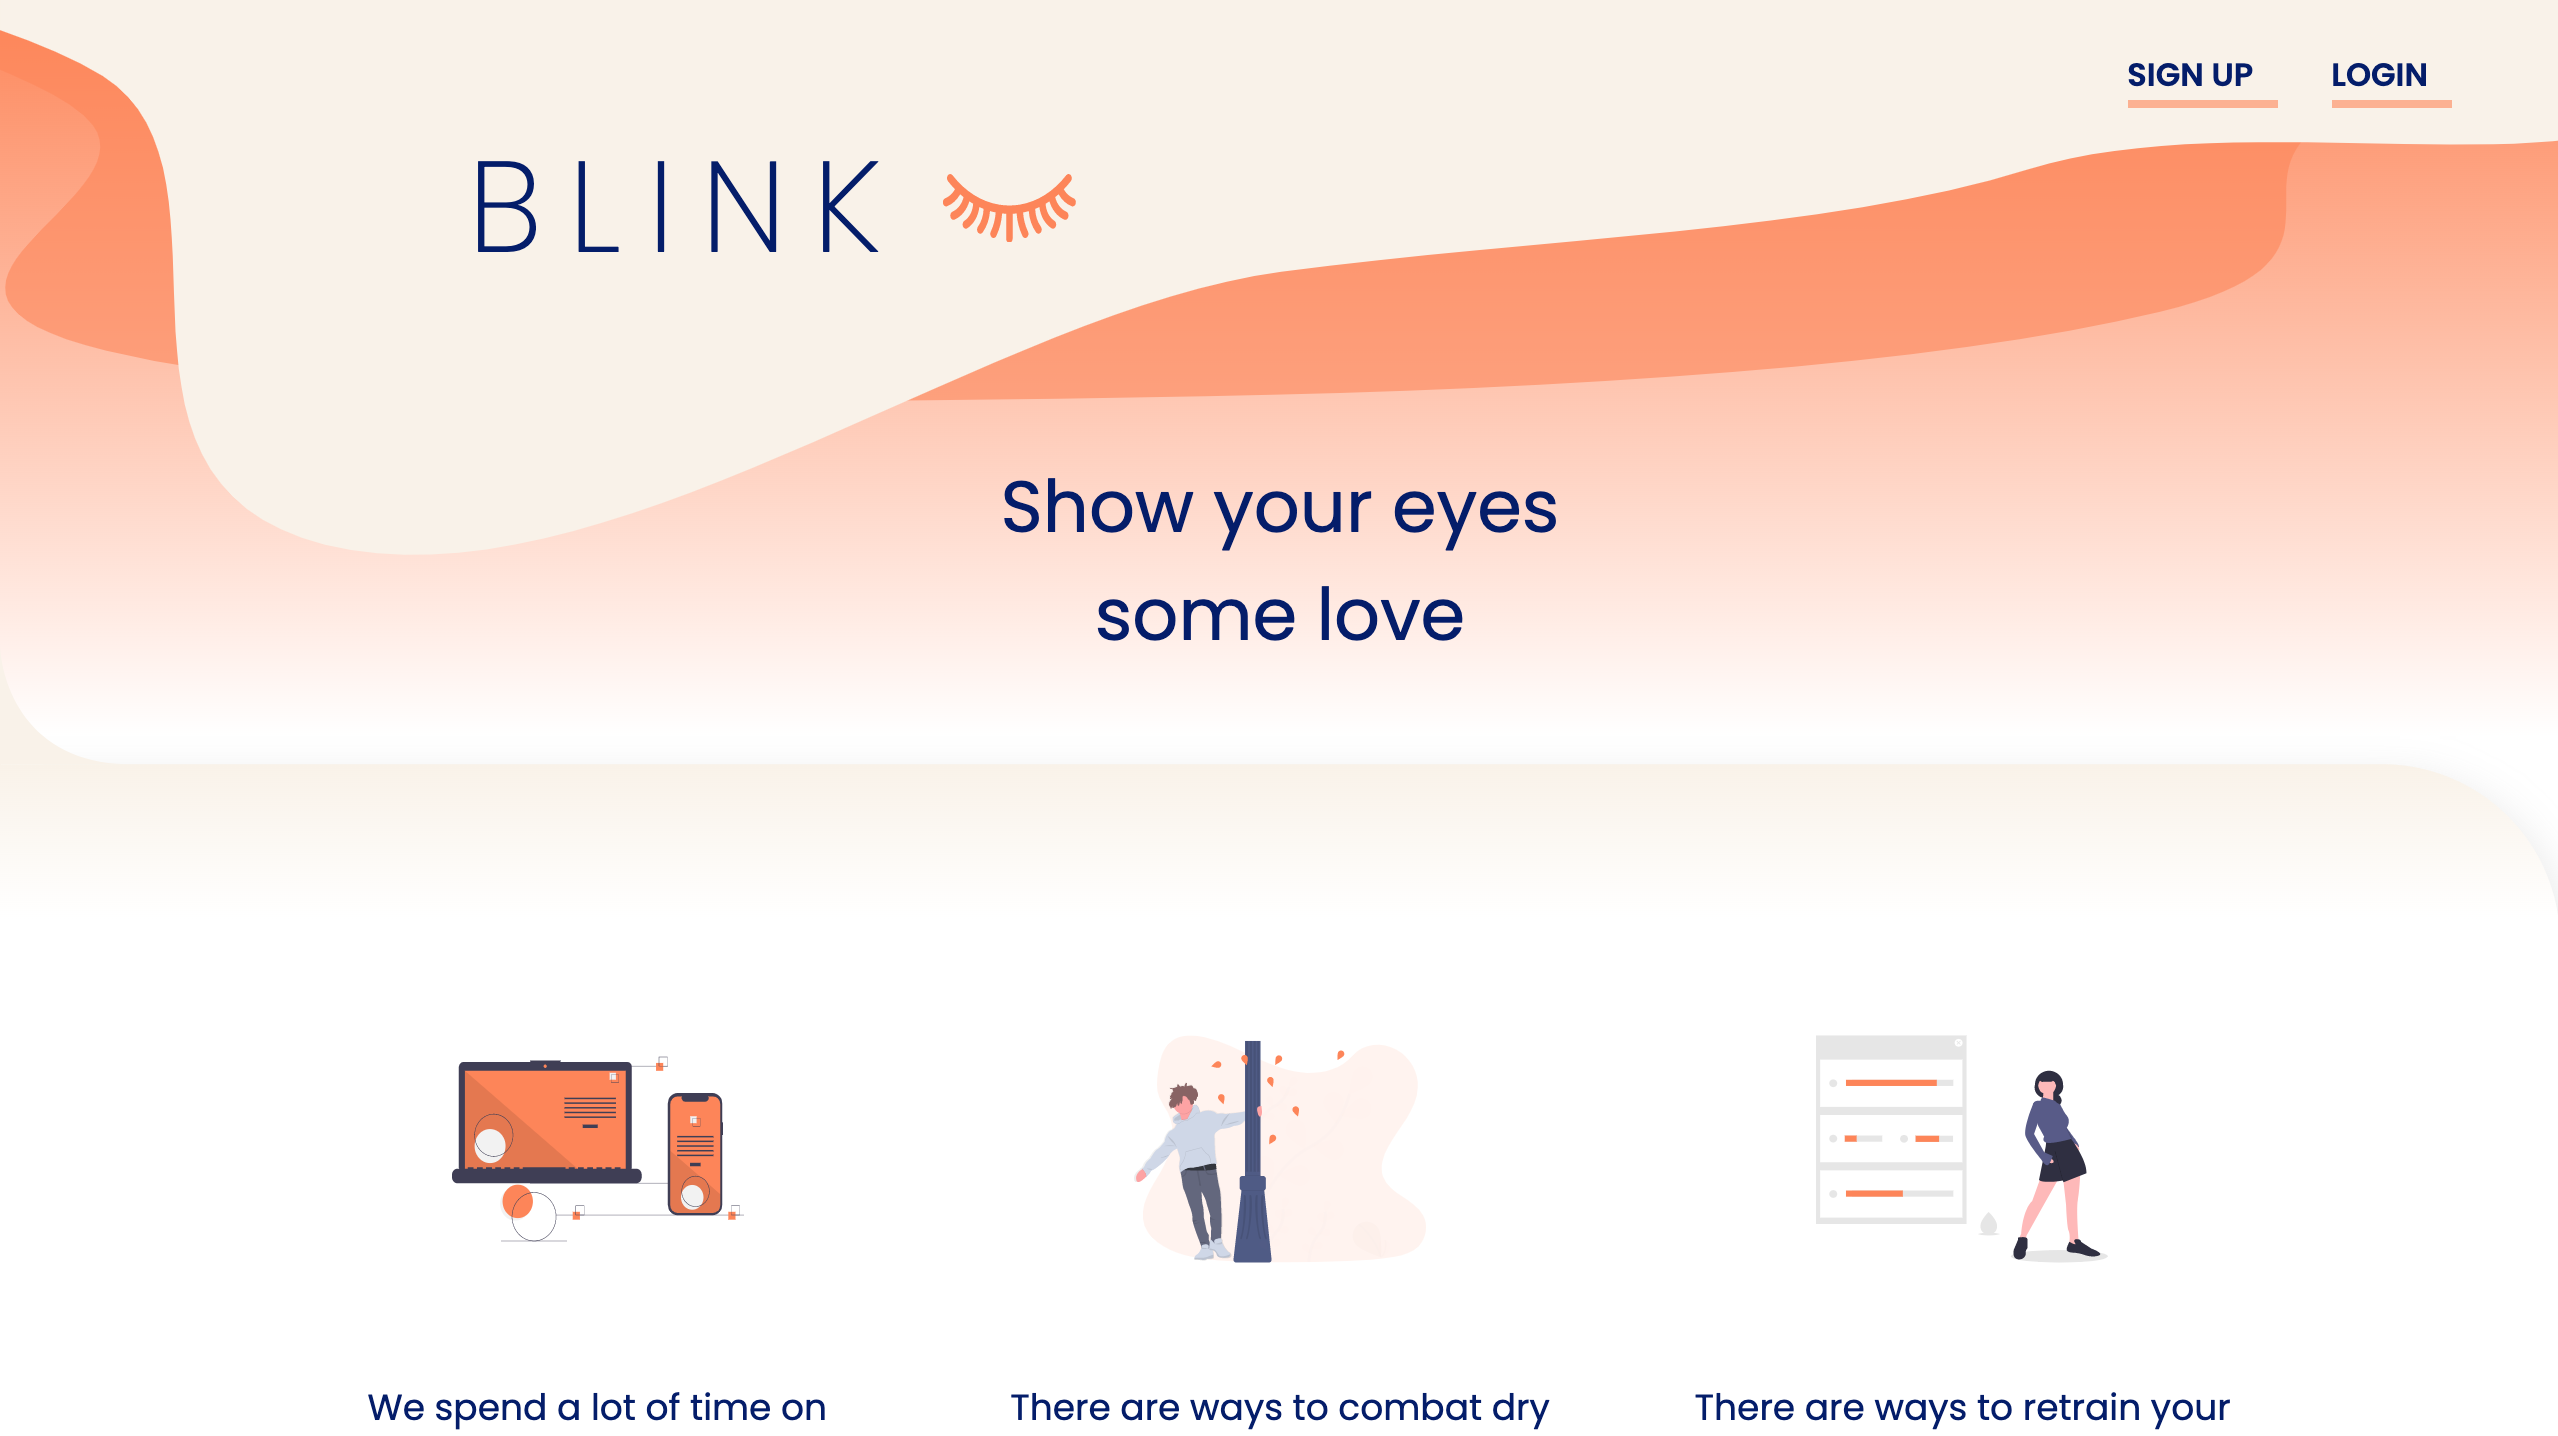 SIGN UP LOGIN
BLINK
Show your eyes
some love
We spend a lot of time on
There are ways to combat dry
There are ways to retrain your